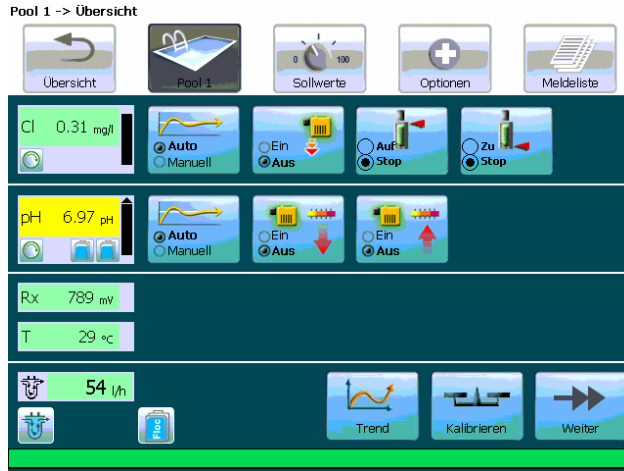 Pool 1 -> Übersicht
Übersicht
Pool 1
0 100
Sollwerte
Optionen
Meldeliste
Cl 0.31 mg/l
Auto
Manuell
Ein
Aus
Auf
Stop
Zu
Stop
pH 6.97 pH
Auto
Manuell
Ein
Aus
Ein
Aus
Rx 789 mV
T 29 °C
54 l/h
Floc
Trend
Kalibrieren
Weiter